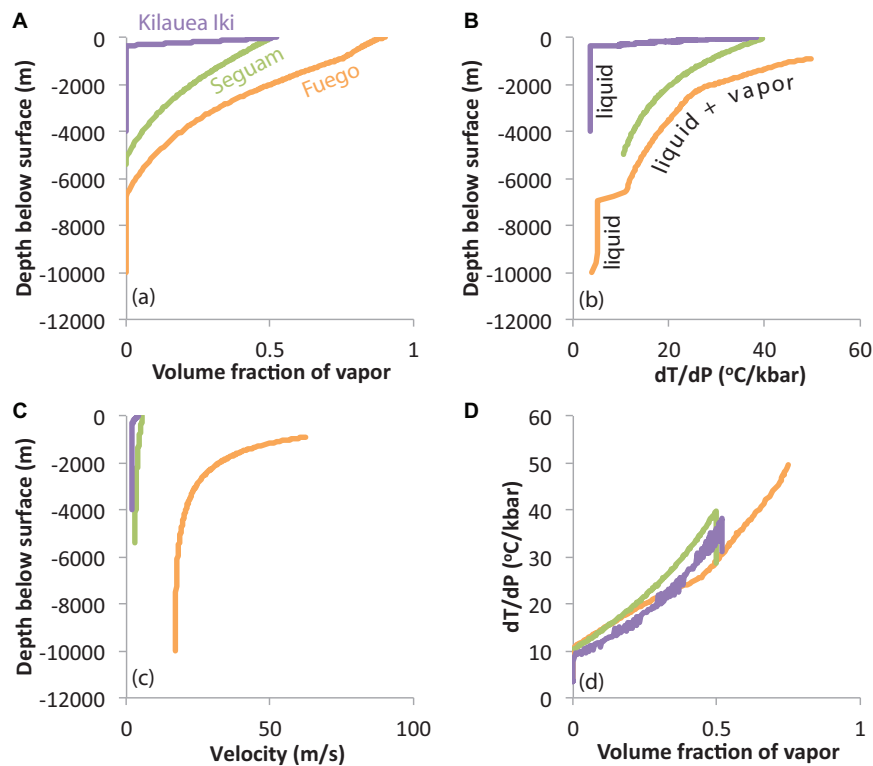 A
Kilauea Iki
Seguam
Fuego
Depth below surface (m)
0
-2000
-4000
-6000
-8000
-10000
-12000
(a)
0
0.5
1
Volume fraction of vapor
B
liquid
liquid + vapor
liquid
Depth below surface (m)
0
-2000
-4000
-6000
-8000
-10000
-12000
(b)
0
20
40
60
dT/dP (°C/kbar)
C
Depth below surface (m)
0
-2000
-4000
-6000
-8000
-10000
-12000
(c)
0
50
100
Velocity (m/s)
D
dT/dP (°C/kbar)
60
50
40
30
20
10
0
(d)
0
0.5
1
Volume fraction of vapor